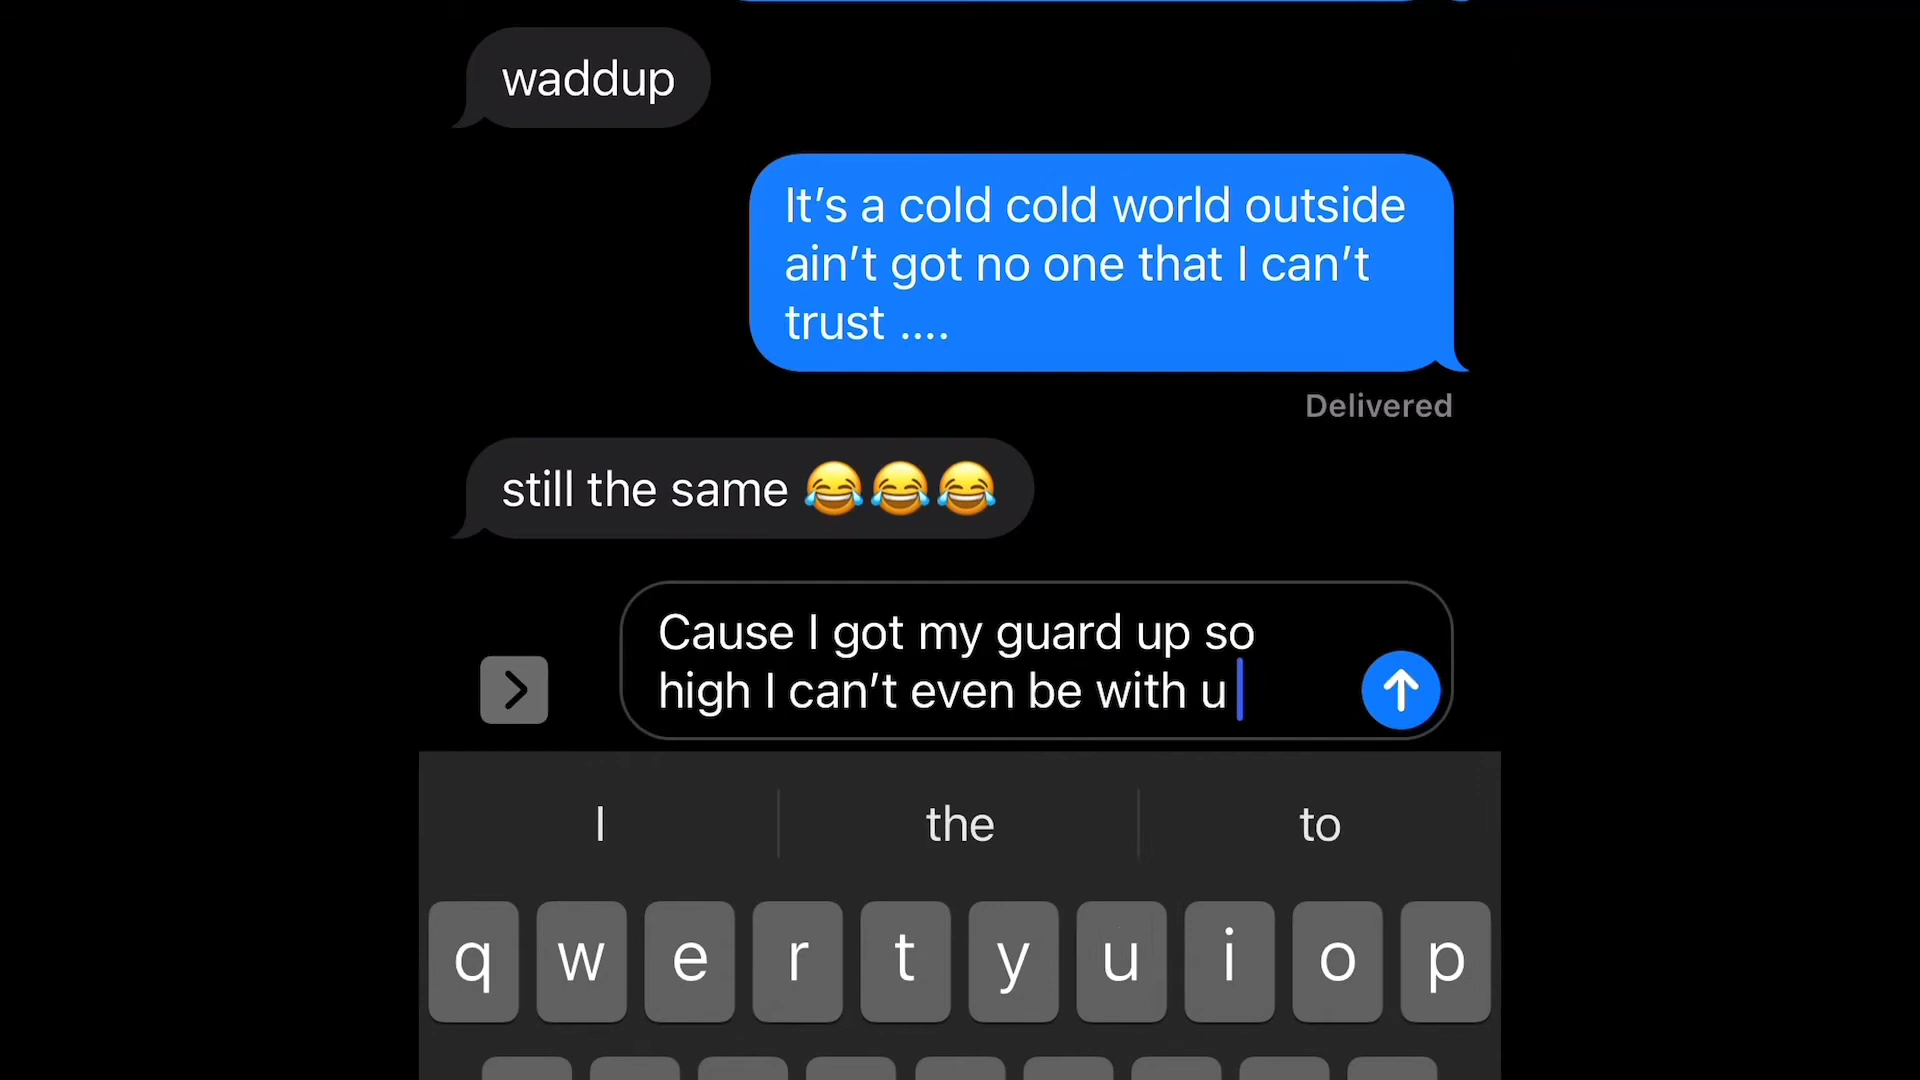 waddup
It’s a cold cold world outside
ain’t got no one that I can’t
trust ....
Delivered
still the same 😂😂😂
Cause I got my guard up so
high I can’t even be with u
I the to
q w e r t y u i o p